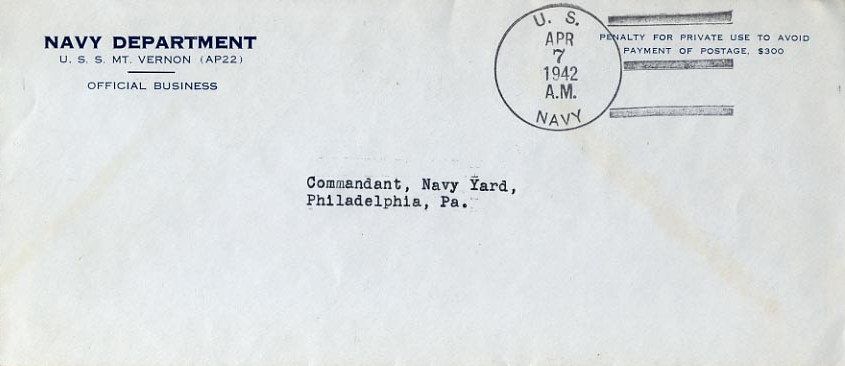 NAVY DEPARTMENT
U. S. S. MT. VERNON (AP22)
OFFICIAL BUSINESS
U. S.
APR
7
1942
A.M.
NAVY
PENALTY FOR PRIVATE USE TO AVOID
PAYMENT OF POSTAGE, $300
Commandant, Navy Yard,
Philadelphia, Pa.